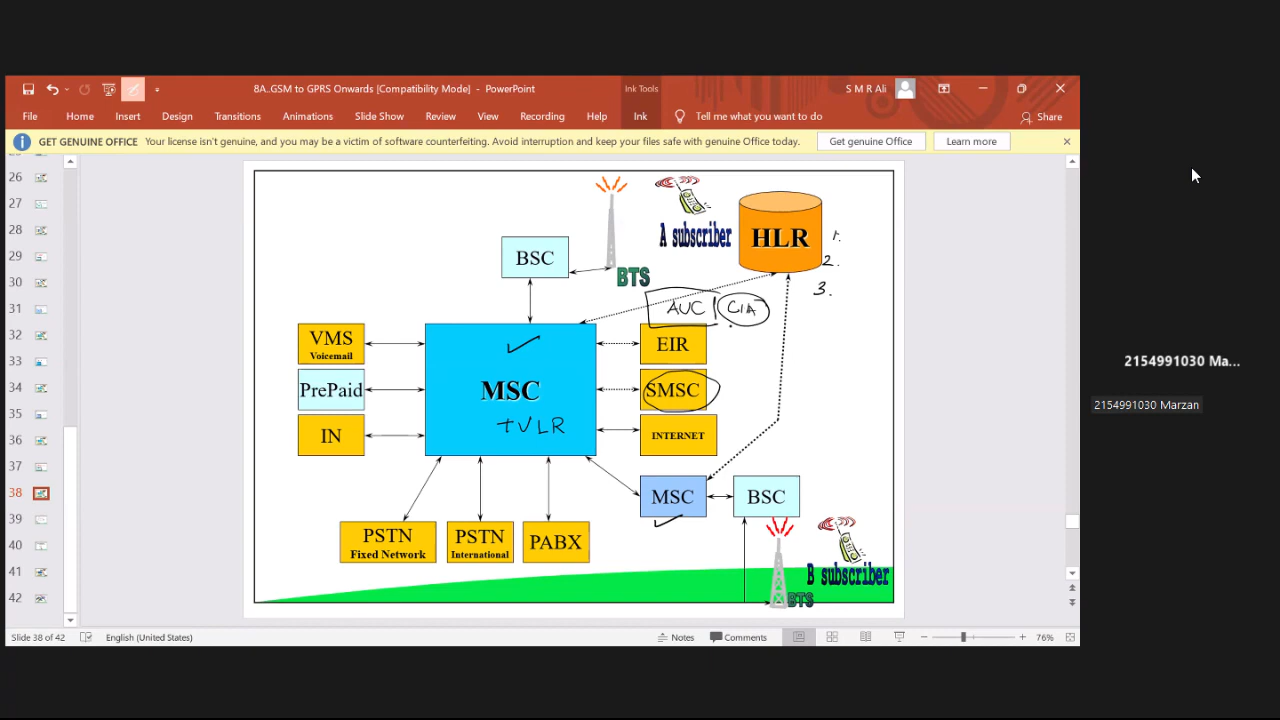 8A..GSM to GPRS Onwards [Compatibility Mode] - PowerPoint
Ink Tools
S M R Ali
File Home Insert Design Transitions Animations Slide Show Review View Recording Help Ink Tell me what you want to do Share
GET GENUINE OFFICE Your license isn't genuine, and you may be a victim of software counterfeiting. Avoid interruption and keep your files safe with genuine Office today. Get genuine Office Learn more
26
27
28
29
30
31
32
33
34
35
36
37
38
39
40
41
42
A subscriber
HLR
1.
2.
3.
BSC
BTS
AUC
VMS
Voicemail
EIR
PrePaid
MSC
SMSC
+VLR
IN
INTERNET
MSC
BSC
PSTN
Fixed Network
PSTN
International
PABX
B subscriber
BTS
2154991030 Ma...
2154991030 Marzan
Slide 38 of 42 English (United States) Notes Comments 76%